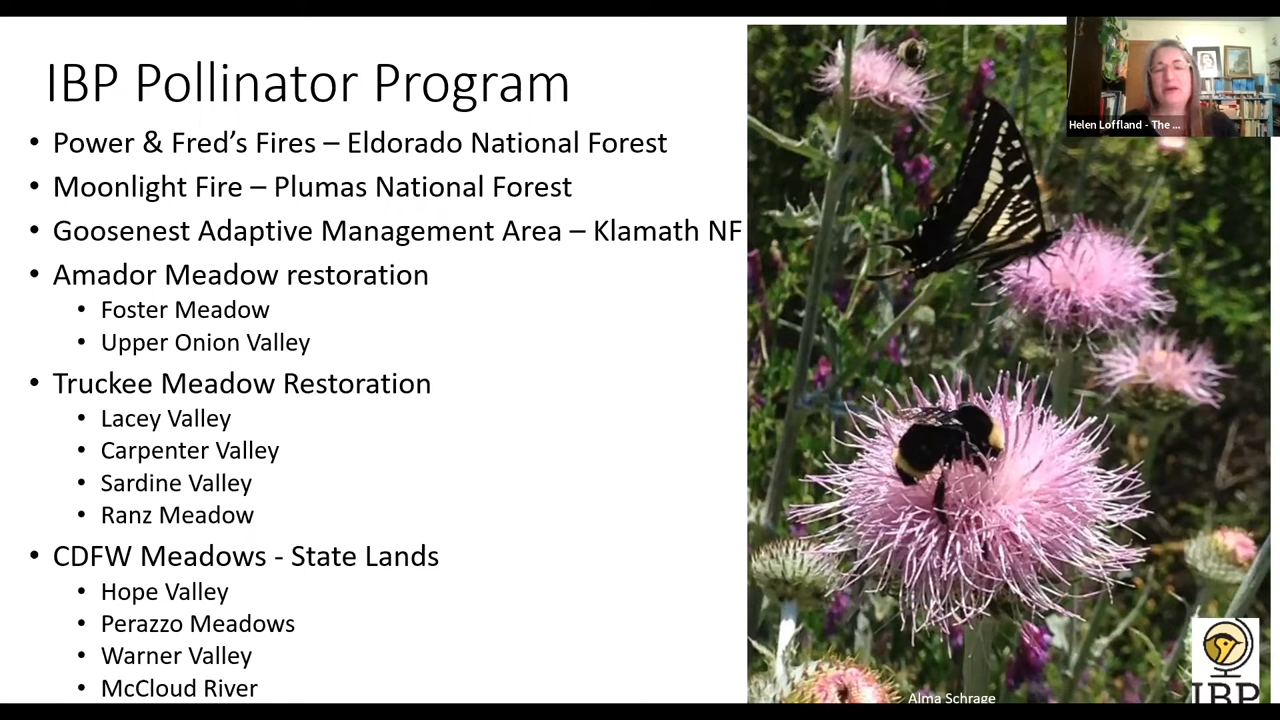 IBP Pollinator Program
• Power & Fred’s Fires – Eldorado National Forest
• Moonlight Fire – Plumas National Forest
• Goosenest Adaptive Management Area – Klamath NF
• Amador Meadow restoration
• Foster Meadow
• Upper Onion Valley
• Truckee Meadow Restoration
• Lacey Valley
• Carpenter Valley
• Sardine Valley
• Ranz Meadow
• CDFW Meadows - State Lands
• Hope Valley
• Perazzo Meadows
• Warner Valley
• McCloud River
Helen Loffland - The ...
Alma Schrage
IBP